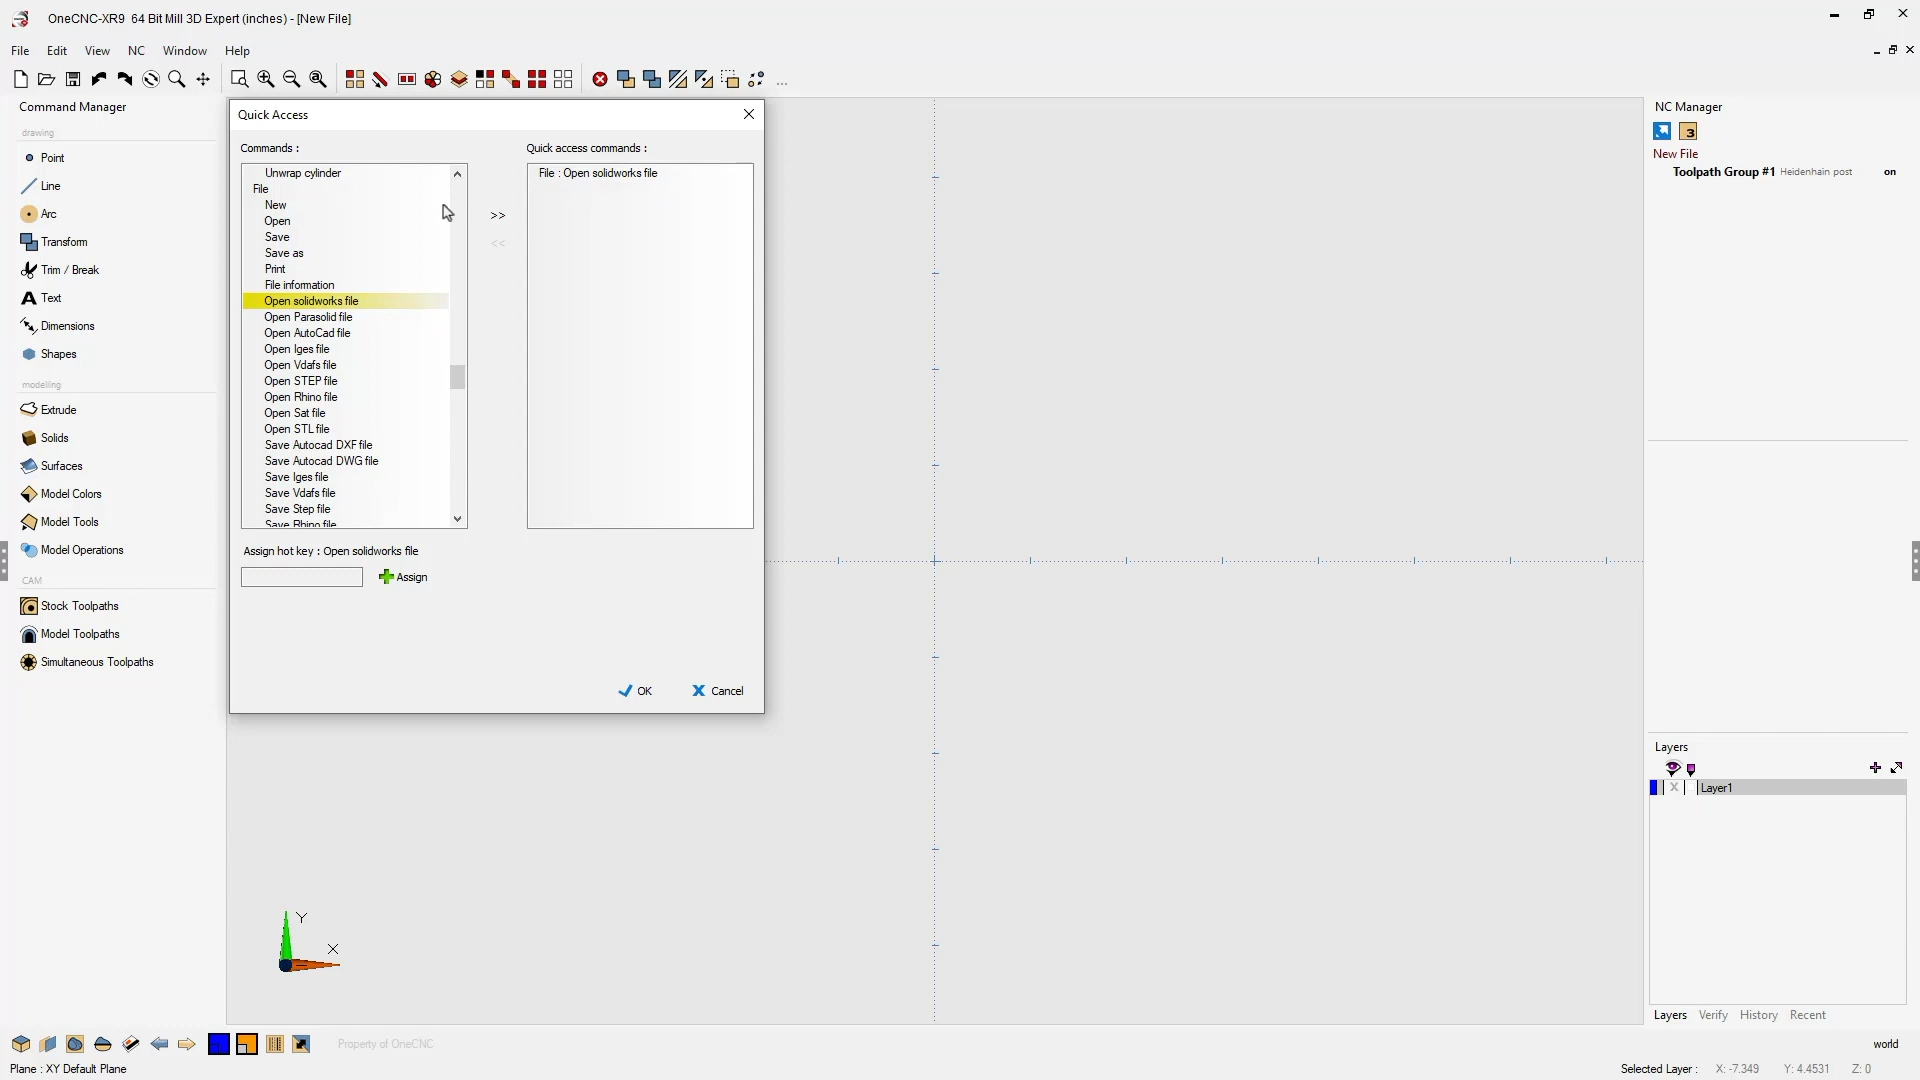 OneCNC-XR9 64 Bit Mill 3D Expert (inches) - [New File]
File Edit View NC Window Help
Command Manager
drawing
Point
Line
Arc
Transform
Trim / Break
Text
Dimensions
Shapes
modelling
Extrude
Solids
Surfaces
Model Colors
Model Tools
Model Operations
CAM
Stock Toolpaths
Model Toolpaths
Simultaneous Toolpaths
Quick Access
Commands :
Unwrap cylinder
File
New
Open
Save
Save as
Print
File information
Open solidworks file
Open Parasolid file
Open AutoCad file
Open Iges file
Open Vdafs file
Open STEP file
Open Rhino file
Open Sat file
Open STL file
Save Autocad DXF file
Save Autocad DWG file
Save Iges file
Save Vdafs file
Save Step file
Save Rhino file
>>
<<
Quick access commands :
File : Open solidworks file
Assign hot key : Open solidworks file
Assign
OK Cancel
Y
X
NC Manager
3
New File
Toolpath Group #1 Heidenhain post on
Layers
X Layer1
Layers Verify History Recent
Property of OneCNC
world
Plane : XY Default Plane
Selected Layer : X: -7.349 Y: 4.4531 Z: 0